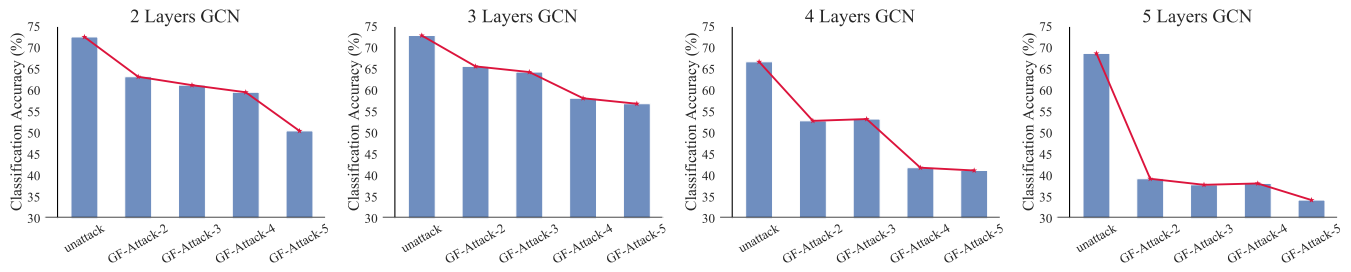 2 Layers GCN
Classification Accuracy (%)
75
70
65
60
55
50
45
40
35
30
unattack
GF-Attack-2
GF-Attack-3
GF-Attack-4
GF-Attack-5
3 Layers GCN
Classification Accuracy (%)
75
70
65
60
55
50
45
40
35
30
unattack
GF-Attack-2
GF-Attack-3
GF-Attack-4
GF-Attack-5
4 Layers GCN
Classification Accuracy (%)
75
70
65
60
55
50
45
40
35
30
unattack
GF-Attack-2
GF-Attack-3
GF-Attack-4
GF-Attack-5
5 Layers GCN
Classification Accuracy (%)
75
70
65
60
55
50
45
40
35
30
unattack
GF-Attack-2
GF-Attack-3
GF-Attack-4
GF-Attack-5